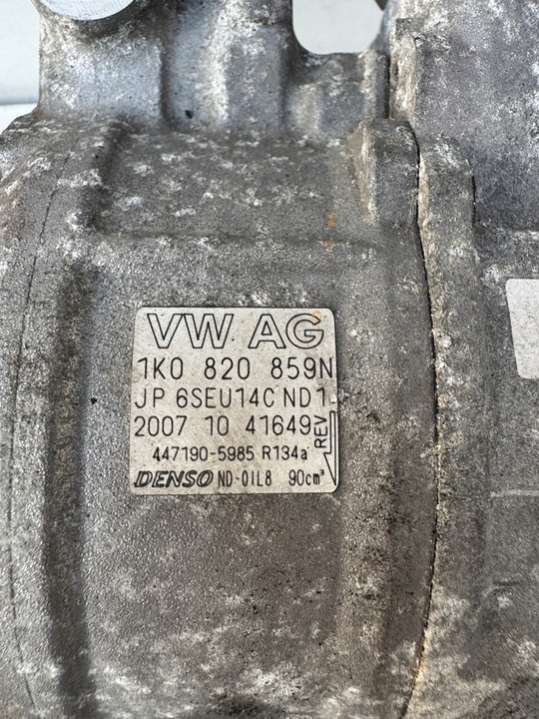 VW AG
1K0 820 859N
JP 6SEU14C ND1
2007 10 41649
REV
447190-5985 R134a
DENSO ND-OIL8 90cm³